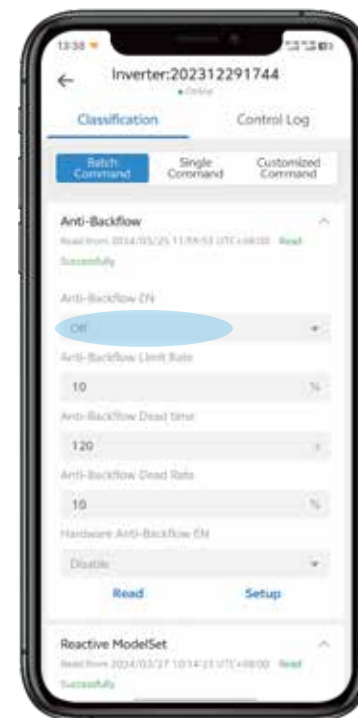 13:38
Inverter:202312291744
Online
Classification
Control Log
Batch Command
Single Command
Customized Command
Anti-Backflow
Read from 2024/03/25 11:59:53 UTC+08:00 Read
Successfully
Anti-Backflow EN
Off
Anti-Backflow Limit Rate
10 %
Anti-Backflow Dead time
120 s
Anti-Backflow Dead Rate
10 %
Hardware Anti-Backflow EN
Disable
Read Setup
Reactive ModelSet
Read from 2024/03/27 10:14:23 UTC+08:00 Read
Successfully